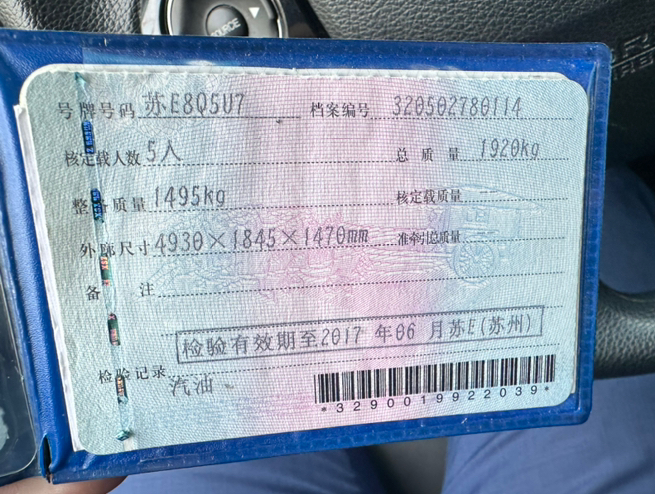 号牌号码 苏E8Q5U7 档案编号 320502780114
核定载人数 5人 总质量 1920kg
整备质量 1495kg 核定载质量
外廓尺寸 4930×1845×1470mm 准牵引总质量
备注
检验有效期至2017 年06 月苏E(苏州)
检验记录
汽油
*3290019922039*